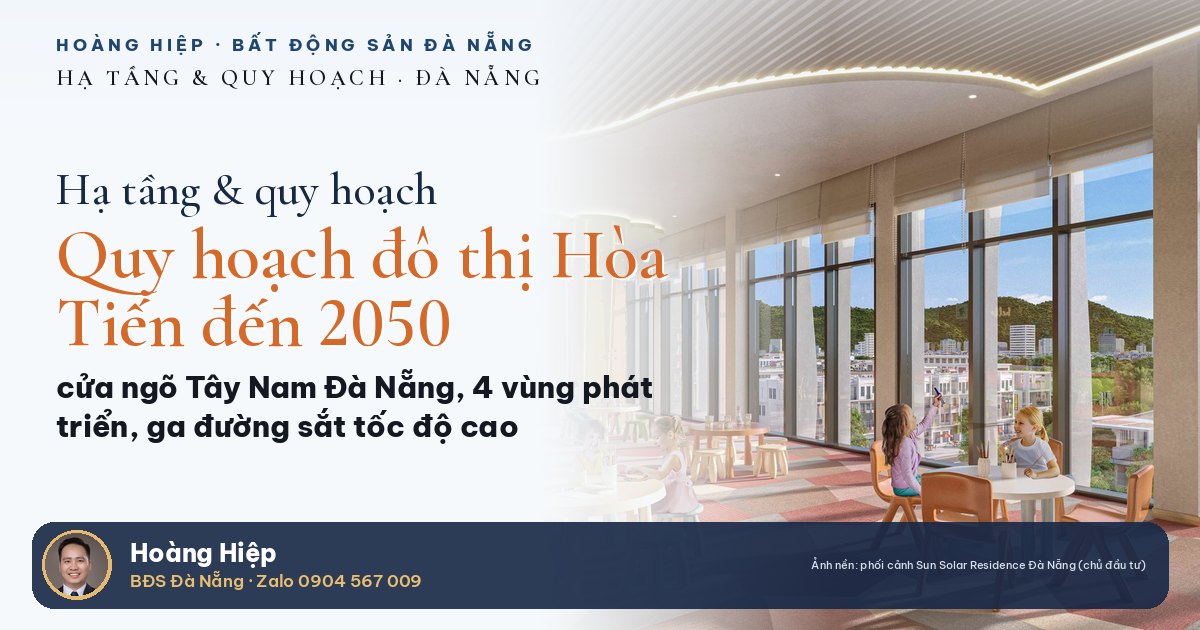 HOÀNG HIỆP · BẤT ĐỘNG SẢN ĐÀ NẴNG
HẠ TẦNG & QUY HOẠCH · ĐÀ NẴNG
Hạ tầng & quy hoạch
Quy hoạch đô thị Hòa
Tiến đến 2050
cửa ngõ Tây Nam Đà Nẵng, 4 vùng phát
triển, ga đường sắt tốc độ cao
Hoàng Hiệp
BĐS Đà Nẵng · Zalo 0904 567 009
Ảnh nền: phối cảnh Sun Solar Residence Đà Nẵng (chủ đầu tư)